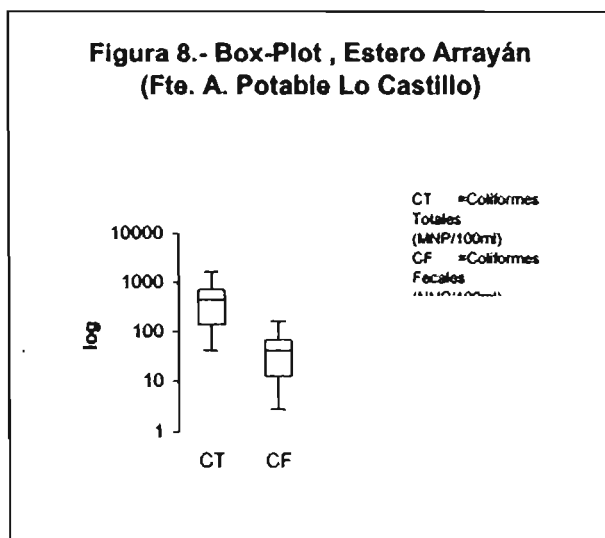 Figura 8.- Box-Plot , Estero Arrayán
(Fte. A. Potable Lo Castillo)
CT =Coliformes
Totales
(MNP/100ml)
CF =Coliformes
Fecales
10000
1000
100
10
1
log
CT CF